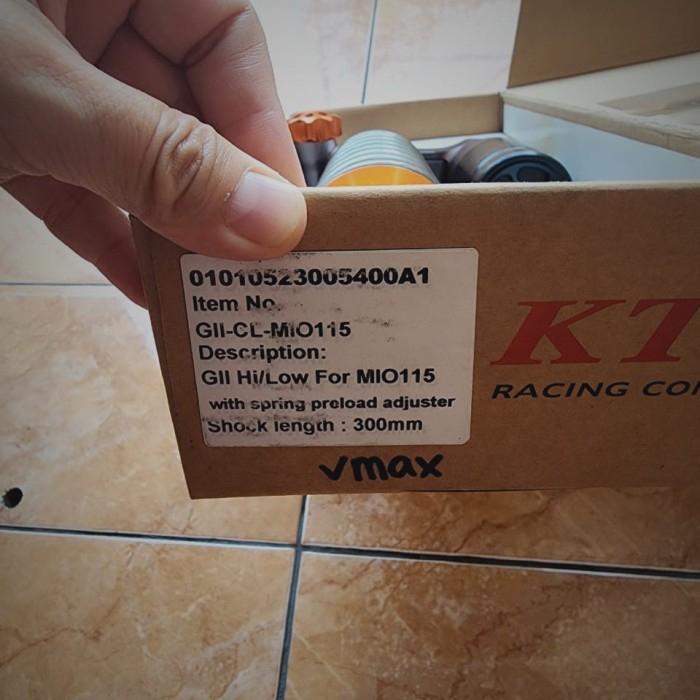 01010523005400A1
Item No.
GII-CL-MIO115
Description:
GII Hi/Low For MIO115
with spring preload adjuster
Shock length : 300mm
vmax
KT
RACING CO